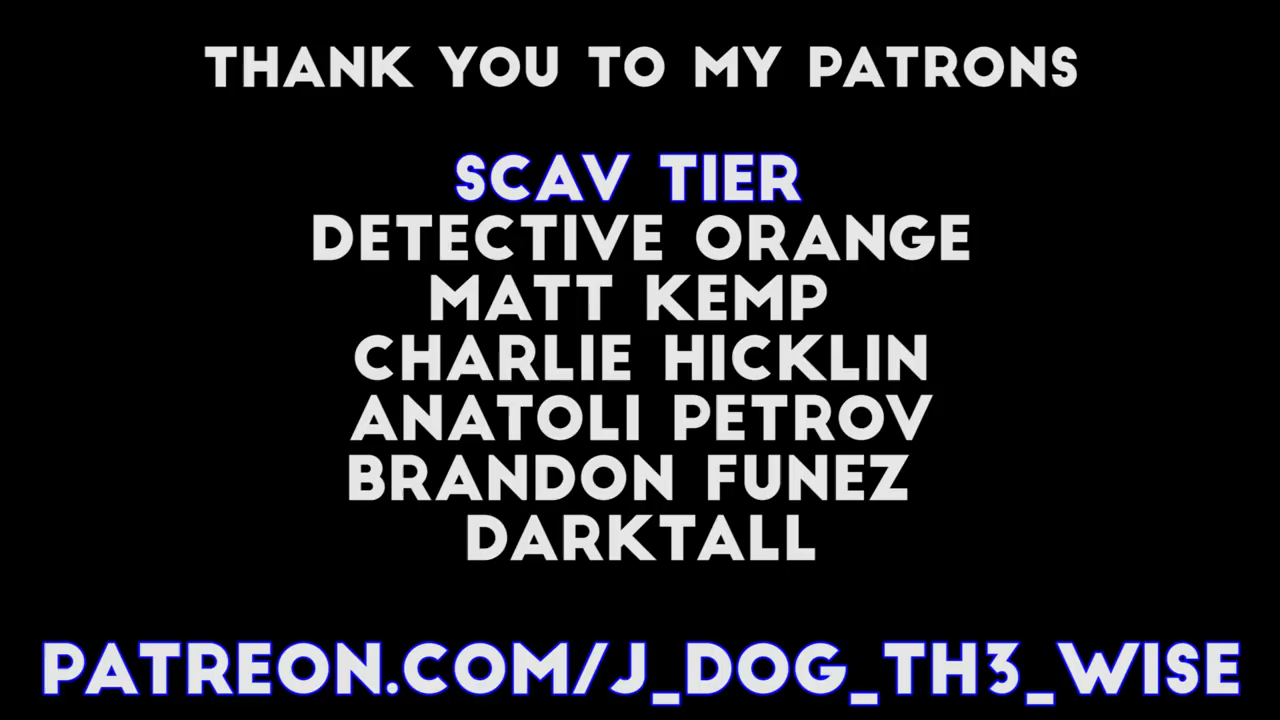 THANK YOU TO MY PATRONS
SCAV TIER
DETECTIVE ORANGE
MATT KEMP
CHARLIE HICKLIN
ANATOLI PETROV
BRANDON FUNEZ
DARKTALL
PATREON.COM/J_DOG_TH3_WISE